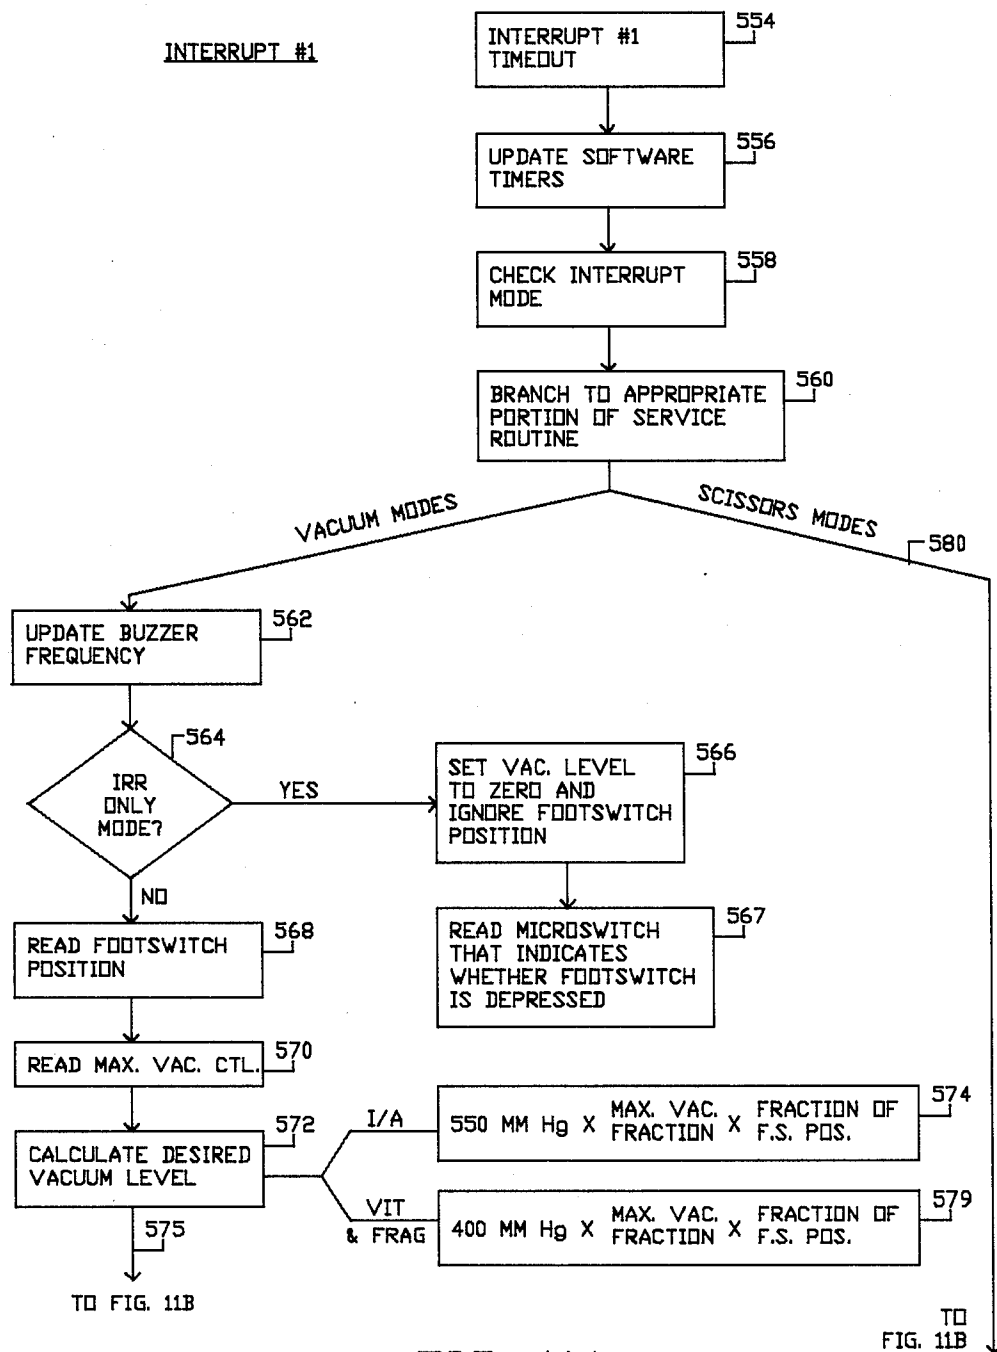 INTERRUPT #1
INTERRUPT #1
TIMEOUT
554
UPDATE SOFTWARE
TIMERS
556
CHECK INTERRUPT
MODE
558
BRANCH TO APPROPRIATE
PORTION OF SERVICE
ROUTINE
560
VACUUM MODES
SCISSORS MODES
580
UPDATE BUZZER
FREQUENCY
562
564
IRR
ONLY
MODE?
YES
NO
SET VAC. LEVEL
TO ZERO AND
IGNORE FOOTSWITCH
POSITION
566
READ MICROSWITCH
THAT INDICATES
WHETHER FOOTSWITCH
IS DEPRESSED
567
READ FOOTSWITCH
POSITION
568
READ MAX. VAC. CTL.
570
CALCULATE DESIRED
VACUUM LEVEL
572
I/A
550 MM Hg X MAX. VAC. FRACTION X FRACTION OF F.S. POS.
574
VIT
& FRAG
400 MM Hg X MAX. VAC. FRACTION X FRACTION OF F.S. POS.
579
575
TO FIG. 11B
TO
FIG. 11B